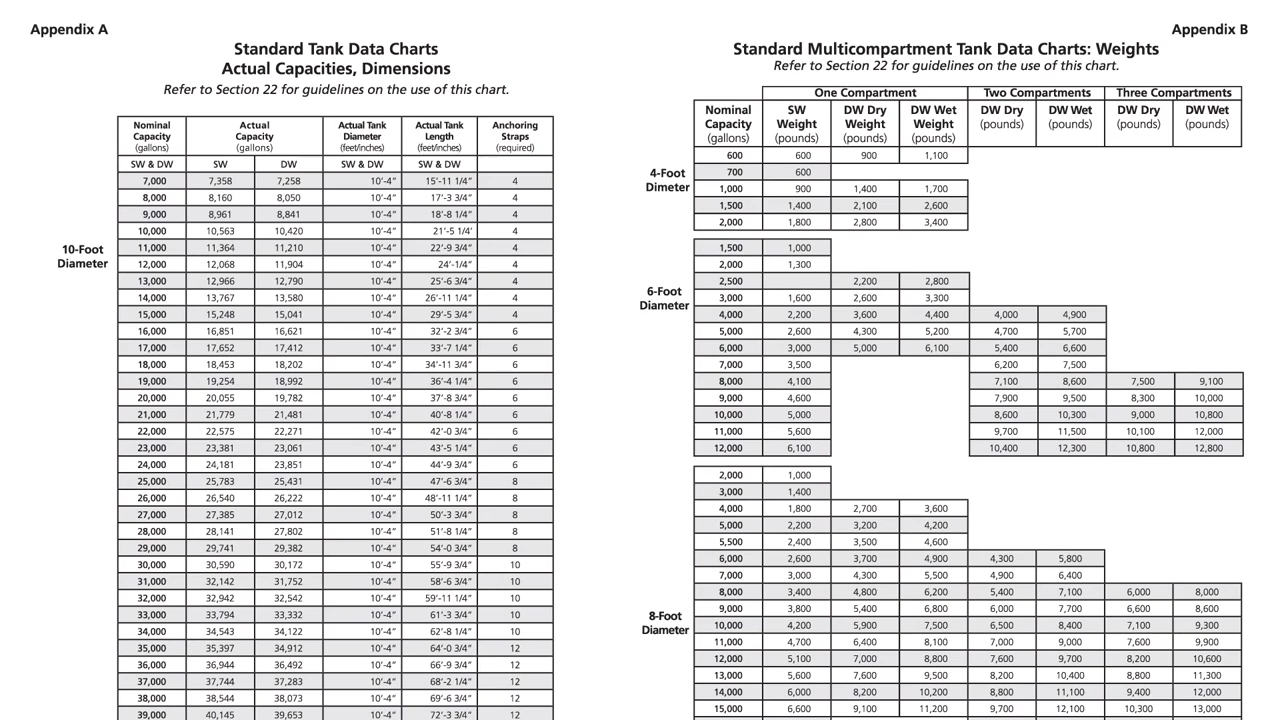 Appendix A
Standard Tank Data Charts
Actual Capacities, Dimensions
Refer to Section 22 for guidelines on the use of this chart.
Nominal Capacity (gallons) Actual Capacity (gallons) Actual Tank Diameter (feet/inches) Actual Tank Length (feet/inches) Anchoring Straps (required)
SW & DW SW DW SW & DW SW & DW
10-Foot Diameter
7,000 7,358 7,258 10'-4" 15'-11 1/4" 4
8,000 8,160 8,050 10'-4" 17'-3 3/4" 4
9,000 8,961 8,841 10'-4" 18'-8 1/4" 4
10,000 10,563 10,420 10'-4" 21'-5 1/4' 4
11,000 11,364 11,210 10'-4" 22'-9 3/4" 4
12,000 12,068 11,904 10'-4" 24'-1/4" 4
13,000 12,966 12,790 10'-4" 25'-6 3/4" 4
14,000 13,767 13,580 10'-4" 26'-11 1/4" 4
15,000 15,248 15,041 10'-4" 29'-5 3/4" 4
16,000 16,851 16,621 10'-4" 32'-2 3/4" 6
17,000 17,652 17,412 10'-4" 33'-7 1/4" 6
18,000 18,453 18,202 10'-4" 34'-11 3/4" 6
19,000 19,254 18,992 10'-4" 36'-4 1/4" 6
20,000 20,055 19,782 10'-4" 37'-8 3/4" 6
21,000 21,779 21,481 10'-4" 40'-8 1/4" 6
22,000 22,575 22,271 10'-4" 42'-0 3/4" 6
23,000 23,381 23,061 10'-4" 43'-5 1/4" 6
24,000 24,181 23,851 10'-4" 44'-9 3/4" 6
25,000 25,783 25,431 10'-4" 47'-6 3/4" 8
26,000 26,540 26,222 10'-4" 48'-11 1/4" 8
27,000 27,385 27,012 10'-4" 50'-3 3/4" 8
28,000 28,141 27,802 10'-4" 51'-8 1/4" 8
29,000 29,741 29,382 10'-4" 54'-0 3/4" 8
30,000 30,590 30,172 10'-4" 55'-9 3/4" 10
31,000 32,142 31,752 10'-4" 58'-6 3/4" 10
32,000 32,942 32,542 10'-4" 59'-11 1/4" 10
33,000 33,794 33,332 10'-4" 61'-3 3/4" 10
34,000 34,543 34,122 10'-4" 62'-8 1/4" 10
35,000 35,397 34,912 10'-4" 64'-0 3/4" 12
36,000 36,944 36,492 10'-4" 66'-9 3/4" 12
37,000 37,744 37,283 10'-4" 68'-2 1/4" 12
38,000 38,544 38,073 10'-4" 69'-6 3/4" 12
39,000 40,145 39,653 10'-4" 72'-3 3/4" 12
Appendix B
Standard Multicompartment Tank Data Charts: Weights
Refer to Section 22 for guidelines on the use of this chart.
One Compartment Two Compartments Three Compartments
Nominal Capacity (gallons) SW Weight (pounds) DW Dry Weight (pounds) DW Wet Weight (pounds) DW Dry (pounds) DW Wet (pounds) DW Dry (pounds) DW Wet (pounds)
4-Foot Dimeter
600 600 900 1,100
700 600
1,000 900 1,400 1,700
1,500 1,400 2,100 2,600
2,000 1,800 2,800 3,400
6-Foot Diameter
1,500 1,000
2,000 1,300
2,500 2,200 2,800
3,000 1,600 2,600 3,300
4,000 2,200 3,600 4,400 4,000 4,900
5,000 2,600 4,300 5,200 4,700 5,700
6,000 3,000 5,000 6,100 5,400 6,600
7,000 3,500 6,200 7,500
8,000 4,100 7,100 8,600 7,500 9,100
9,000 4,600 7,900 9,500 8,300 10,000
10,000 5,000 8,600 10,300 9,000 10,800
11,000 5,600 9,700 11,500 10,100 12,000
12,000 6,100 10,400 12,300 10,800 12,800
8-Foot Diameter
2,000 1,000
3,000 1,400
4,000 1,800 2,700 3,600
5,000 2,200 3,200 4,200
5,500 2,400 3,500 4,600
6,000 2,600 3,700 4,900 4,300 5,800
7,000 3,000 4,300 5,500 4,900 6,400
8,000 3,400 4,800 6,200 5,400 7,100 6,000 8,000
9,000 3,800 5,400 6,800 6,000 7,700 6,600 8,600
10,000 4,200 5,900 7,500 6,500 8,400 7,100 9,300
11,000 4,700 6,400 8,100 7,000 9,000 7,600 9,900
12,000 5,100 7,000 8,800 7,600 9,700 8,200 10,600
13,000 5,600 7,600 9,500 8,200 10,400 8,800 11,300
14,000 6,000 8,200 10,200 8,800 11,100 9,400 12,000
15,000 6,600 9,100 11,200 9,700 12,100 10,300 13,000